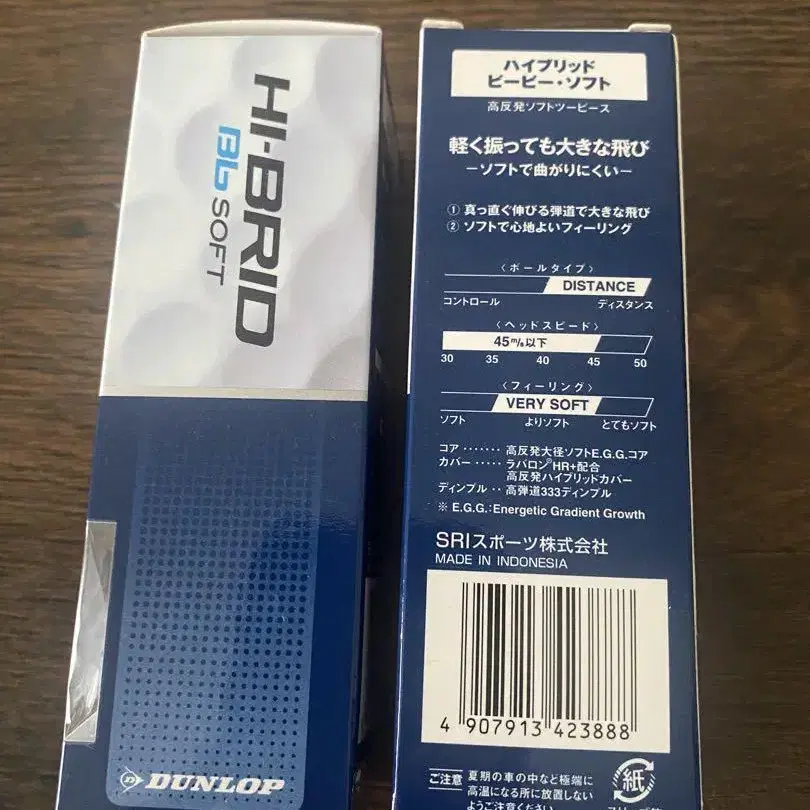 HI-BRID
Bb SOFT
DUNLOP
ハイブリッド
ビービー・ソフト
高反発ソフトツーピース
軽く振っても大きな飛び
−ソフトで曲がりにくい−
① 真っ直ぐ伸びる弾道で大きな飛び
② ソフトで心地よいフィーリング
〈ボールタイプ〉
DISTANCE
コントロール ディスタンス
〈ヘッドスピード〉
45m/s以下
30 35 40 45 50
〈フィーリング〉
VERY SOFT
ソフト よりソフト とてもソフト
コア ‥‥‥ 高反発大径ソフトE.G.G.コア
カバー ‥‥‥ ラバロン®HR+配合
高反発ハイブリッドカバー
ディンプル ‥ 高弾道333ディンプル
※ E.G.G.:Energetic Gradient Growth
SRIスポーツ株式会社
MADE IN INDONESIA
4 907913 423888
ご注意 夏期の車の中など極端に
高温になる所に放置しない
ようご注意ください
紙